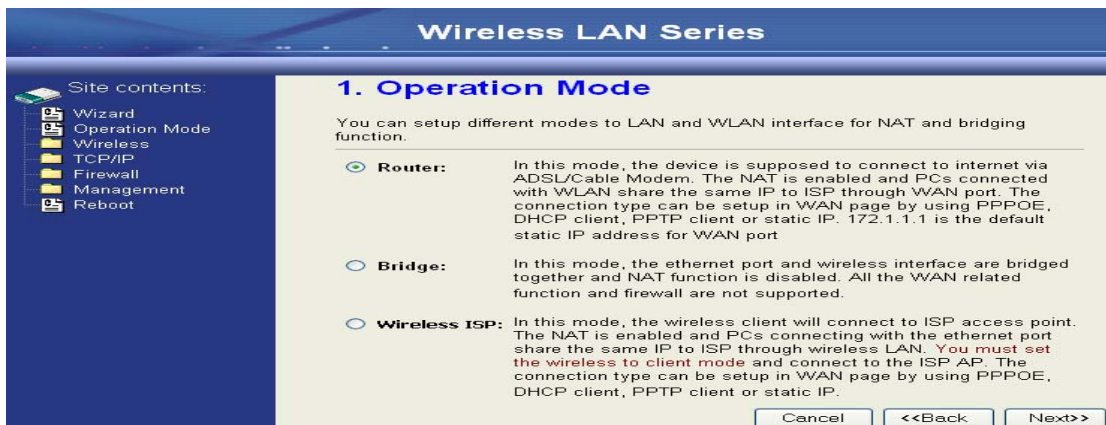 Wireless LAN Series
Site contents:
Wizard
Operation Mode
Wireless
TCP/IP
Firewall
Management
Reboot
1. Operation Mode
You can setup different modes to LAN and WLAN interface for NAT and bridging
function.
Router: In this mode, the device is supposed to connect to internet via
ADSL/Cable Modem. The NAT is enabled and PCs connected
with WLAN share the same IP to ISP through WAN port. The
connection type can be setup in WAN page by using PPPOE,
DHCP client, PPTP client or static IP. 172.1.1.1 is the default
static IP address for WAN port
Bridge: In this mode, the ethernet port and wireless interface are bridged
together and NAT function is disabled. All the WAN related
function and firewall are not supported.
Wireless ISP: In this mode, the wireless client will connect to ISP access point.
The NAT is enabled and PCs connecting with the ethernet port
share the same IP to ISP through wireless LAN. You must set
the wireless to client mode and connect to the ISP AP. The
connection type can be setup in WAN page by using PPPOE,
DHCP client, PPTP client or static IP.
Cancel <<Back Next>>